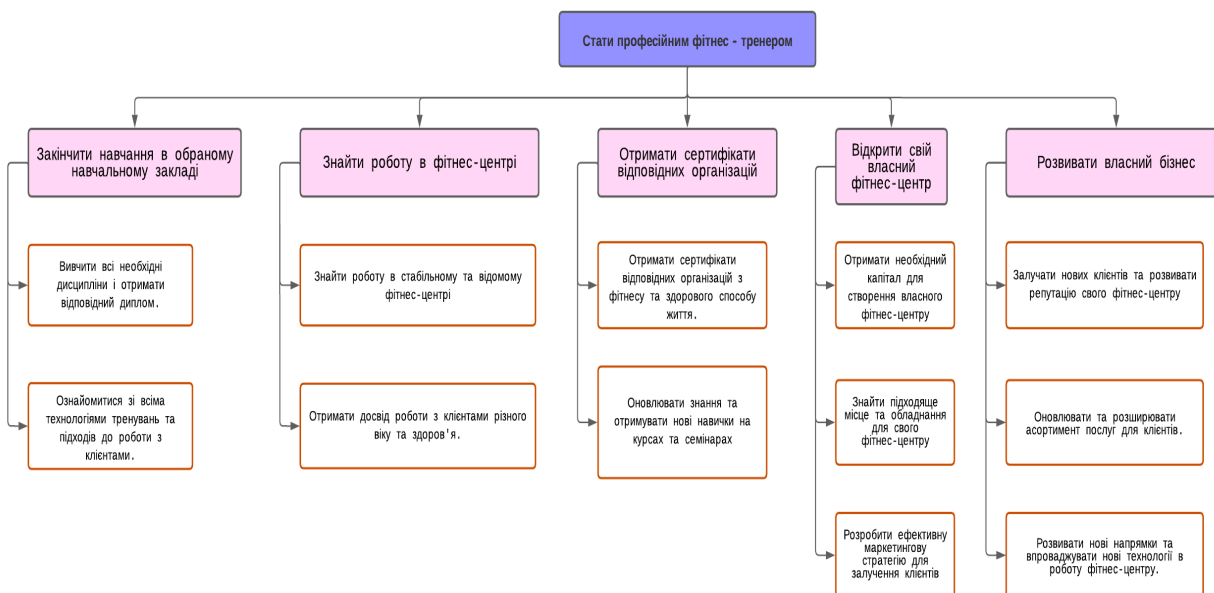 Стати професійним фітнес - тренером
Закінчити навчання в обраному
навчальному закладі
Знайти роботу в фітнес-центрі
Отримати сертифікати
відповідних організацій
Відкрити свій
власний
фітнес-центр
Розвивати власний бізнес
Вивчити всі необхідні
дисципліни і отримати
відповідний диплом.
Знайти роботу в стабільному та відомому
фітнес-центрі
Отримати сертифікати
відповідних організацій з
фітнесу та здорового способу
життя.
Отримати необхідний
капітал для
створення власного
фітнес-центру
Залучати нових клієнтів та розвивати
репутацію свого фітнес-центру
Ознайомитися зі всіма
технологіями тренувань та
підходів до роботи з
клієнтами.
Отримати досвід роботи з клієнтами різного
віку та здоров'я.
Оновлювати знання та
отримувати нові навички на
курсах та семінарах
Знайти підходяще
місце та обладнання
для свого
фітнес-центру
Оновлювати та розширювати
асортимент послуг для клієнтів.
Розробити ефективну
маркетингову
стратегію для
залучення клієнтів
Розвивати нові напрямки та
впроваджувати нові технології в
роботу фітнес-центру.